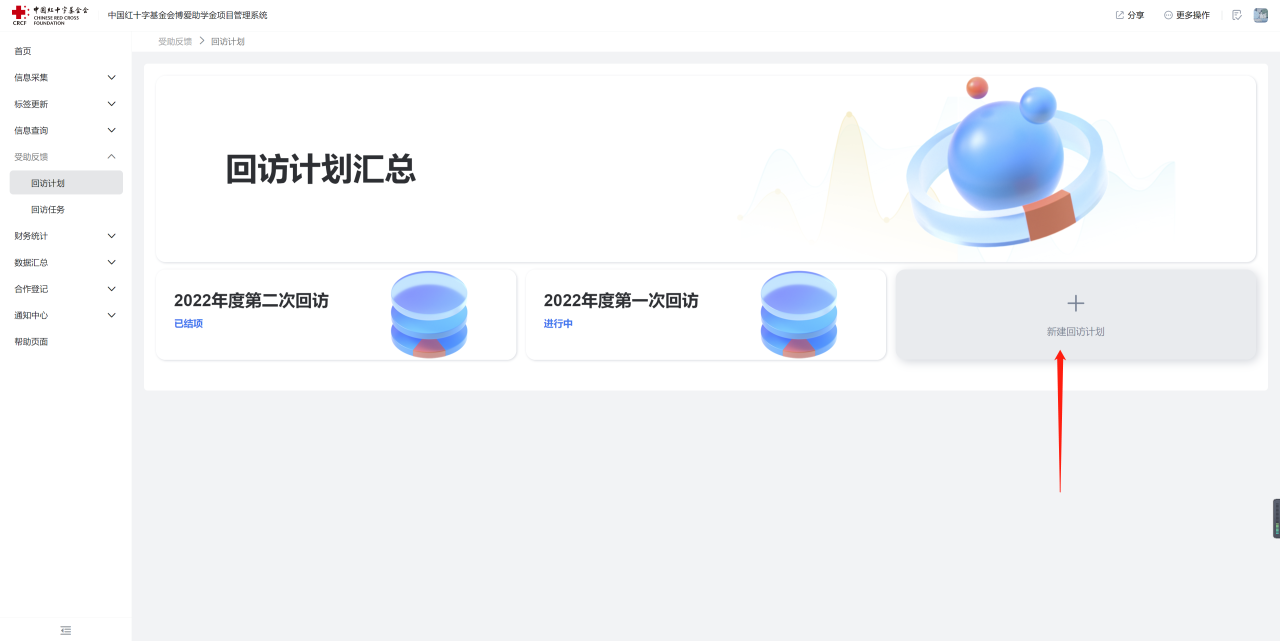 中国红十字基金会
CHINESE RED CROSS
FOUNDATION
CRCF
中国红十字基金会博爱助学金项目管理系统
分享
更多操作
受助反馈 > 回访计划
首页
信息采集
标签更新
信息查询
受助反馈
回访计划
回访任务
财务统计
数据汇总
合作登记
通知中心
帮助页面
回访计划汇总
2022年度第二次回访
已结项
2022年度第一次回访
进行中
新建回访计划